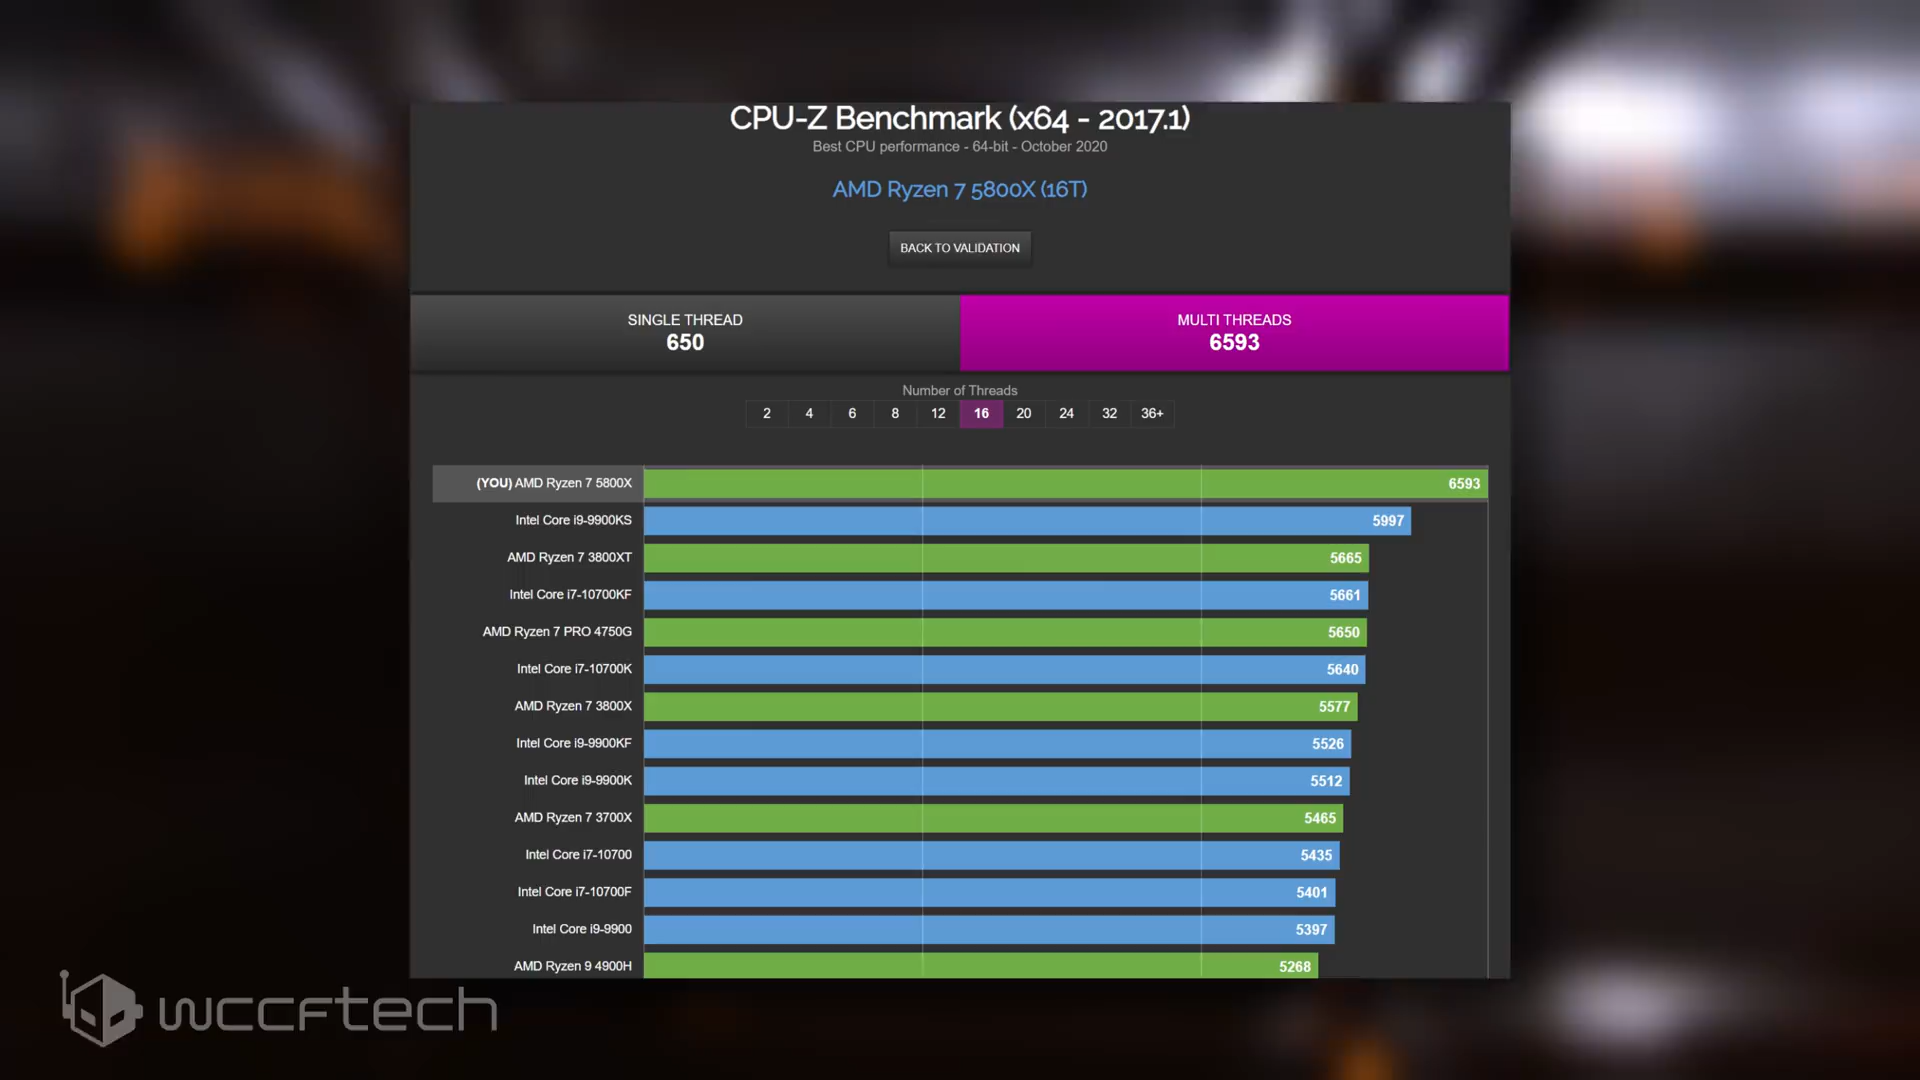 CPU-Z Benchmark (x64 - 2017.1)
Best CPU performance - 64-bit - October 2020
AMD Ryzen 7 5800X (16T)
BACK TO VALIDATION
SINGLE THREAD
650
MULTI THREADS
6593
Number of Threads
2 4 6 8 12 16 20 24 32 36+
(YOU) AMD Ryzen 7 5800X 6593
Intel Core i9-9900KS 5997
AMD Ryzen 7 3800XT 5665
Intel Core i7-10700KF 5661
AMD Ryzen 7 PRO 4750G 5650
Intel Core i7-10700K 5640
AMD Ryzen 7 3800X 5577
Intel Core i9-9900KF 5526
Intel Core i9-9900K 5512
AMD Ryzen 7 3700X 5465
Intel Core i7-10700 5435
Intel Core i7-10700F 5401
Intel Core i9-9900 5397
AMD Ryzen 9 4900H 5268
wccftech